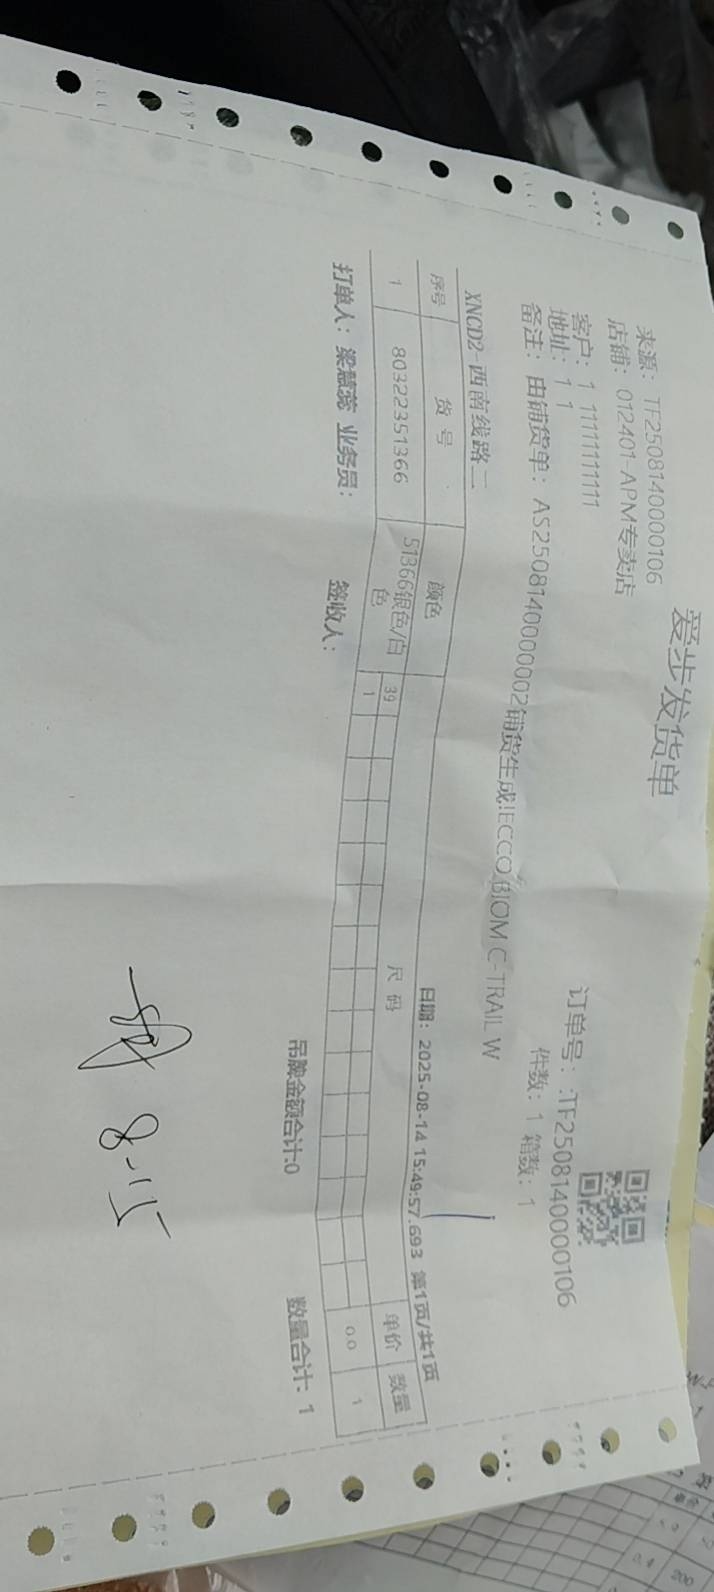 爱步发货单
来源：TF2508140000106
订单号：:TF2508140000106
店铺：012401-APM专卖店
件数：1 箱数：1
客户：1 11111111111
地址：1 1
备注：由铺货单：AS2508140000002铺货生成!ECCO BIOM C-TRAIL W
XNCD2-西南线路二
日期：2025-08-14 15:49:57.693 第1页/共1页
序号 货号 颜色 尺码 单价 数量
1 80322351366 51366银色/白色 39 0.0 1
1
打单人：梁慧蕊 业务员： 签收人： 吊牌金额合计:0 数量合计：1
8-15